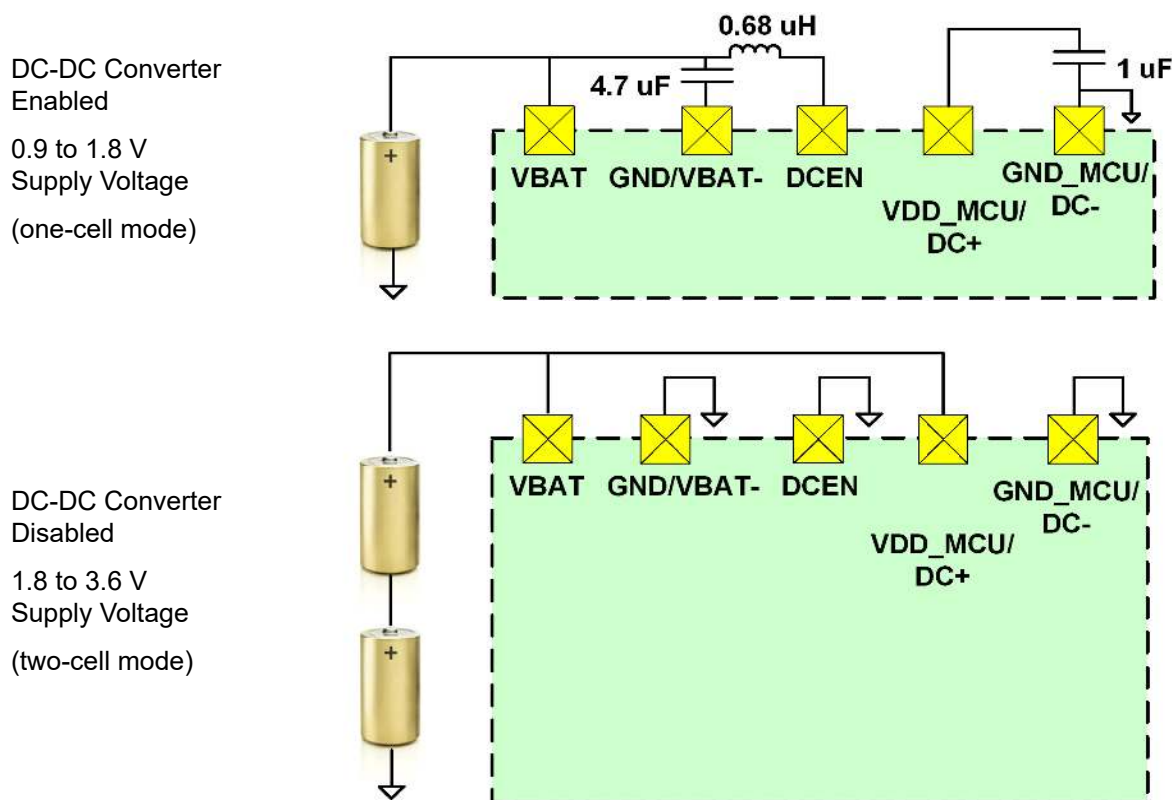 DC-DC Converter
Enabled
0.9 to 1.8 V
Supply Voltage
(one-cell mode)
0.68 uH
4.7 uF
1 uF
+
VBAT
GND/VBAT-
DCEN
VDD_MCU/
DC+
GND_MCU/
DC-
DC-DC Converter
Disabled
1.8 to 3.6 V
Supply Voltage
(two-cell mode)
+
+
VBAT
GND/VBAT-
DCEN
VDD_MCU/
DC+
GND_MCU/
DC-